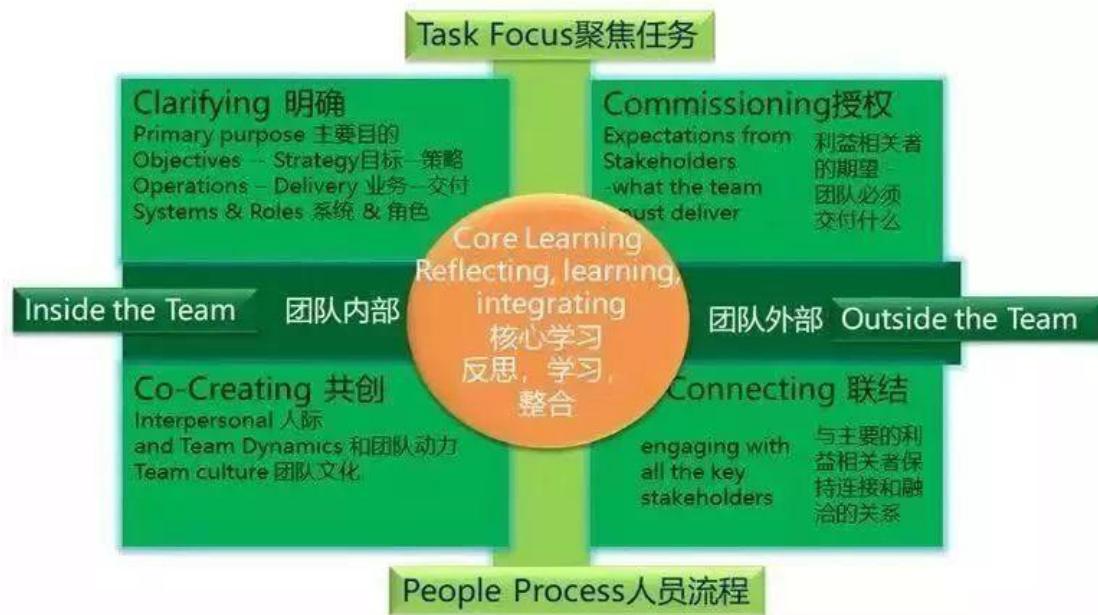 Task Focus聚焦任务
Clarifying 明确
Primary purpose 主要目的
Objectives -- Strategy目标—策略
Operations – Delivery 业务—交付
Systems & Roles 系统 & 角色
Commissioning授权
Expectations from
Stakeholders
-what the team
must deliver
利益相关者
的期望
团队必须
交付什么
Inside the Team
团队内部
Core Learning
Reflecting, learning,
integrating
核心学习
反思，学习，
整合
团队外部
Outside the Team
Co-Creating 共创
Interpersonal 人际
and Team Dynamics 和团队动力
Team culture 团队文化
Connecting 联结
engaging with
all the key
stakeholders
与主要的利
益相关者保
持连接和融
洽的关系
People Process人员流程